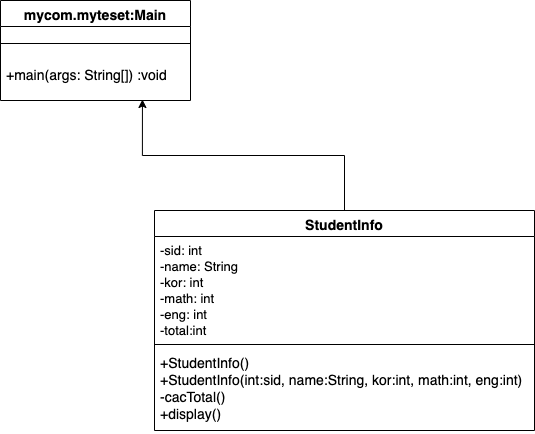 mycom.myteset:Main
+main(args: String[]) :void
StudentInfo
-sid: int
-name: String
-kor: int
-math: int
-eng: int
-total:int
+StudentInfo()
+StudentInfo(int:sid, name:String, kor:int, math:int, eng:int)
-cacTotal()
+display()